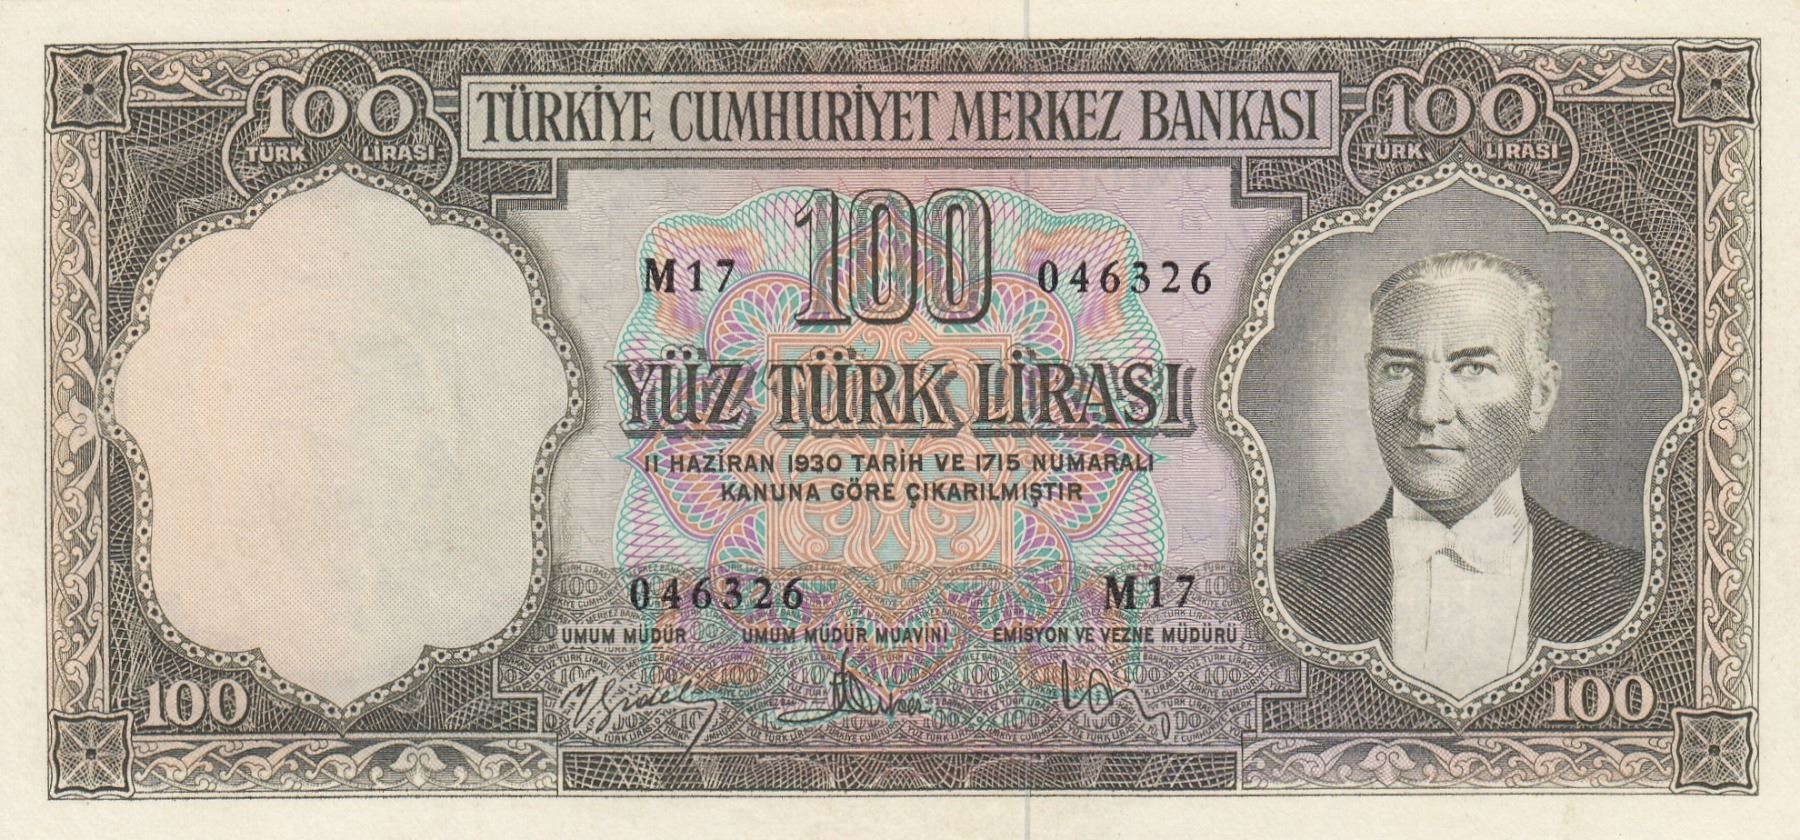 100 TÜRK LİRASI
TÜRKİYE CUMHURİYET MERKEZ BANKASI
100 TÜRK LİRASI
M 17 100 046326
YÜZ TÜRK LİRASI
11 HAZİRAN 1930 TARİH VE 1715 NUMARALI
KANUNA GÖRE ÇIKARILMIŞTIR
046326 M 17
UMUM MÜDÜR UMUM MÜDÜR MUAVİNİ EMİSYON VE VEZNE MÜDÜRÜ
100 100